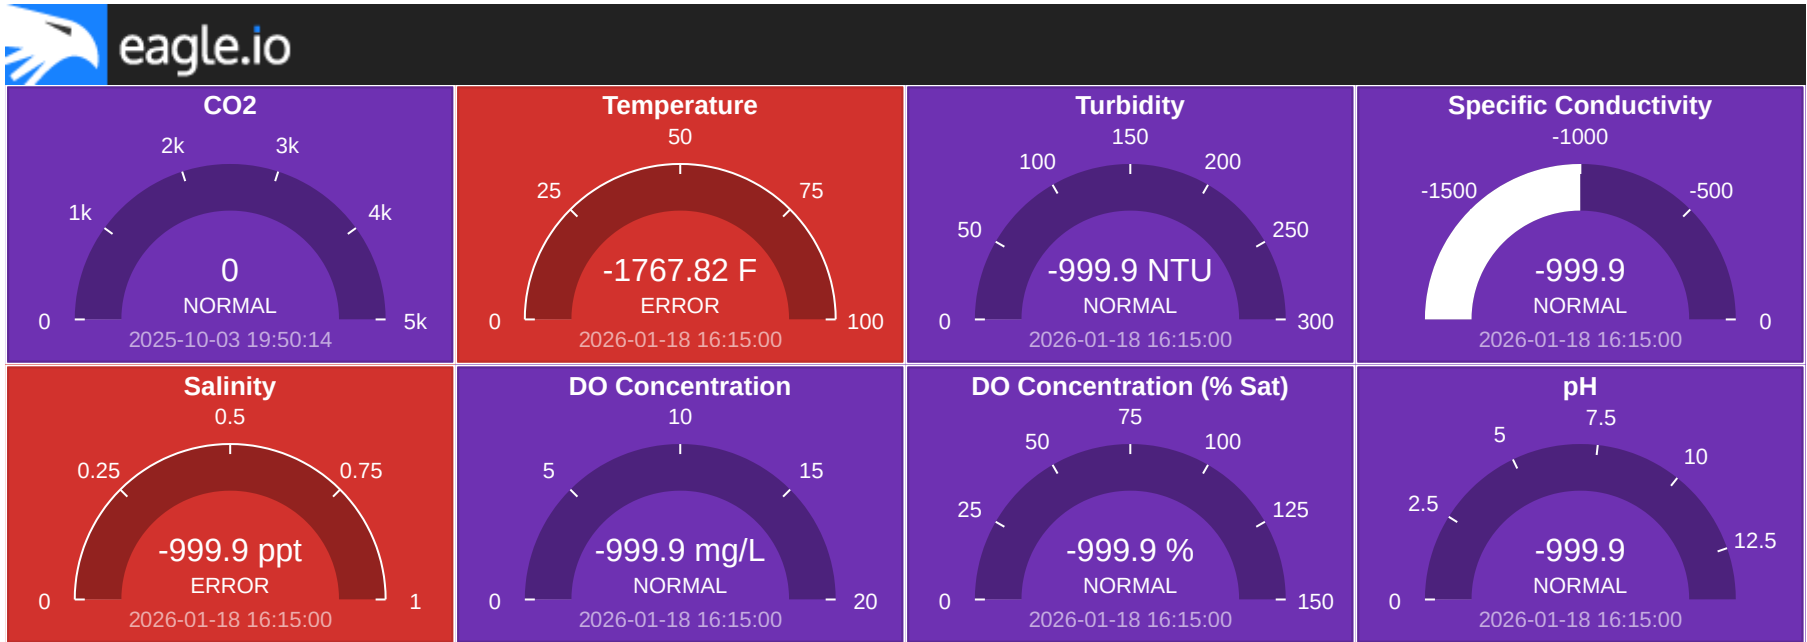 eagle.io
CO2
2k 3k
1k 4k
0
NORMAL
0 5k
2025-10-03 19:50:14
Temperature
50
25 75
-1767.82 F
ERROR
0 100
2026-01-18 16:15:00
Turbidity
150
100 200
50 250
-999.9 NTU
NORMAL
0 300
2026-01-18 16:15:00
Specific Conductivity
-1000
-1500 -500
-999.9
NORMAL
0
2026-01-18 16:15:00
Salinity
0.5
0.25 0.75
-999.9 ppt
ERROR
0 1
2026-01-18 16:15:00
DO Concentration
10
5 15
-999.9 mg/L
NORMAL
0 20
2026-01-18 16:15:00
DO Concentration (% Sat)
75
50 100
25 125
-999.9 %
NORMAL
0 150
2026-01-18 16:15:00
pH
7.5
5 10
2.5 12.5
-999.9
NORMAL
0
2026-01-18 16:15:00